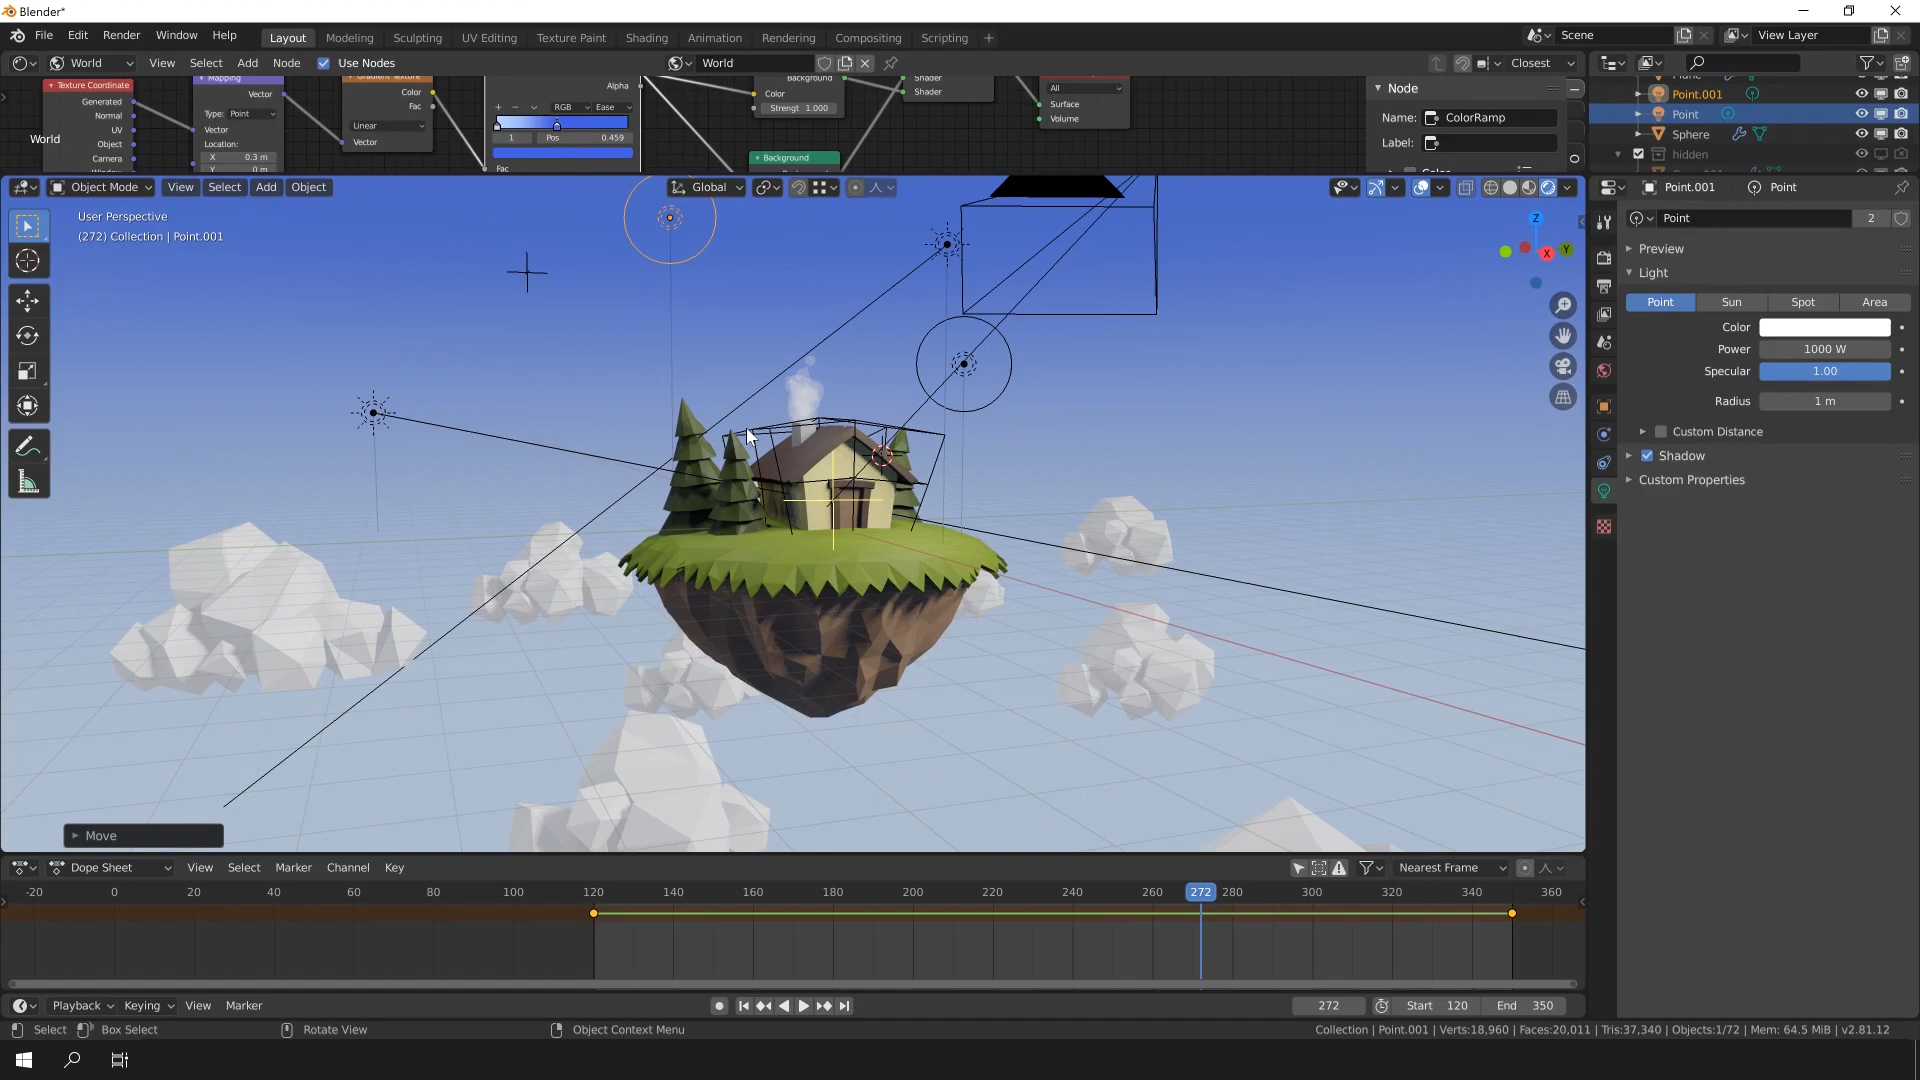 Blender*
File Edit Render Window Help Layout Modeling Sculpting UV Editing Texture Paint Shading Animation Rendering Compositing Scripting + Scene View Layer
World View Select Add Node Use Nodes World Closest
Texture Coordinate
Generated
Normal
UV
Object
Camera
World
Mapping
Vector
Type: Point
Vector
Location:
X 0.3 m
Y 0 m
Gradient Texture
Color
Fac
Linear
Vector
Alpha
+ − RGB Ease
1 Pos 0.459
Fac
Background
Color
Strengt 1.000
Background
Shader
Shader
All
Surface
Volume
Node
Name: ColorRamp
Label:
Point.001
Point
Sphere
hidden
Object Mode View Select Add Object Global
User Perspective
(272) Collection | Point.001
Z
X
Y
Move
Point.001 Point
Point 2
Preview
Light
Point Sun Spot Area
Color
Power 1000 W
Specular 1.00
Radius 1 m
Custom Distance
Shadow
Custom Properties
Dope Sheet View Select Marker Channel Key Nearest Frame
-20 0 20 40 60 80 100 120 140 160 180 200 220 240 260 272 280 300 320 340 360
Playback Keying View Marker 272 Start 120 End 350
Select Box Select Rotate View Object Context Menu Collection | Point.001 | Verts:18,960 | Faces:20,011 | Tris:37,340 | Objects:1/72 | Mem: 64.5 MiB | v2.81.12